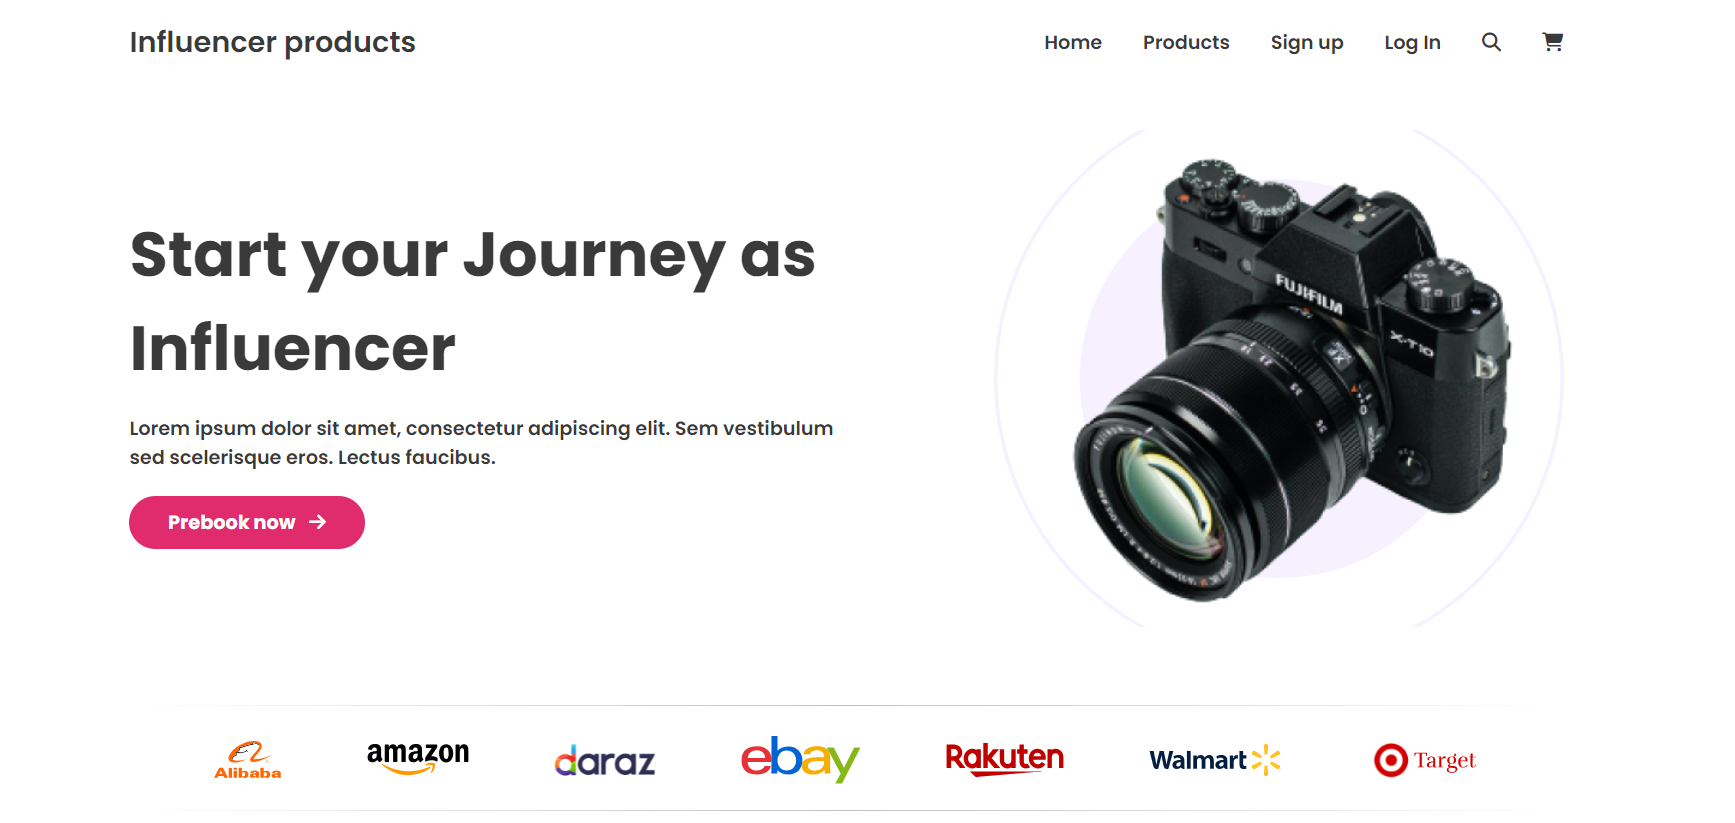 Influencer products
Home Products Sign up Log In
Start your Journey as
Influencer
Lorem ipsum dolor sit amet, consectetur adipiscing elit. Sem vestibulum
sed scelerisque eros. Lectus faucibus.
Prebook now
FUJIFILM
X-T10
Alibaba
amazon
daraz
ebay
Rakuten
Walmart
Target